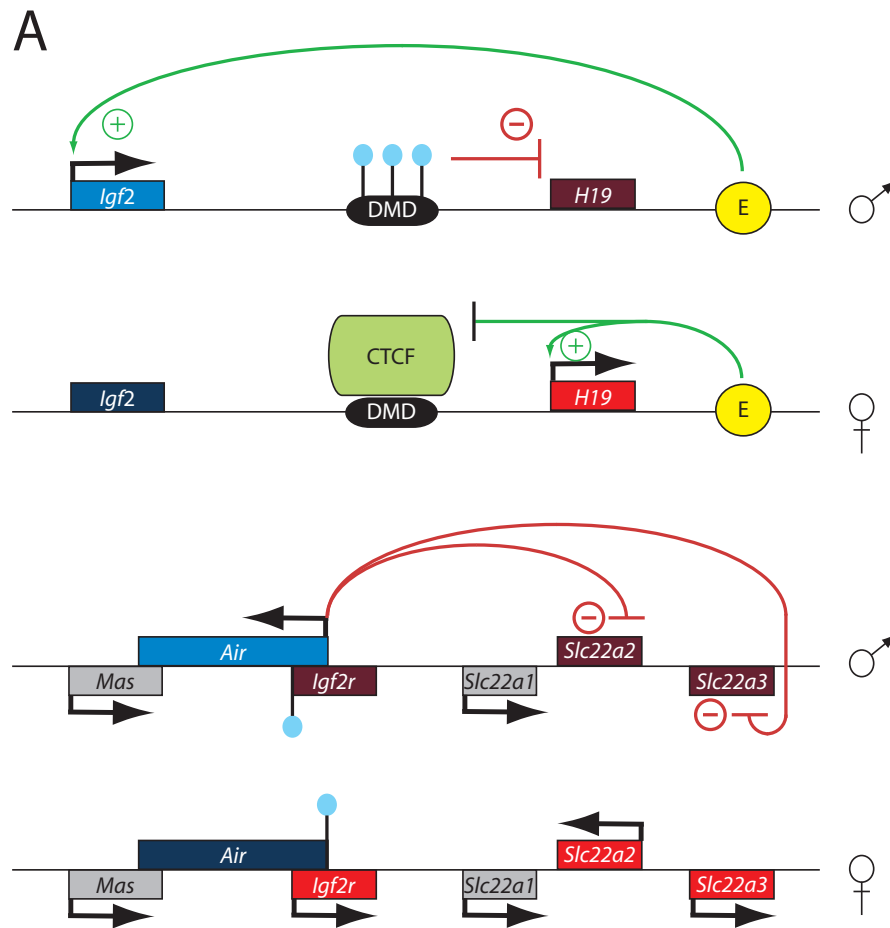 A
+
−
Igf2
DMD
H19
E
CTCF
+
Igf2
DMD
H19
E
−
Air
Slc22a2
Mas
Igf2r
Slc22a1
Slc22a3
−
Air
Slc22a2
Mas
Igf2r
Slc22a1
Slc22a3